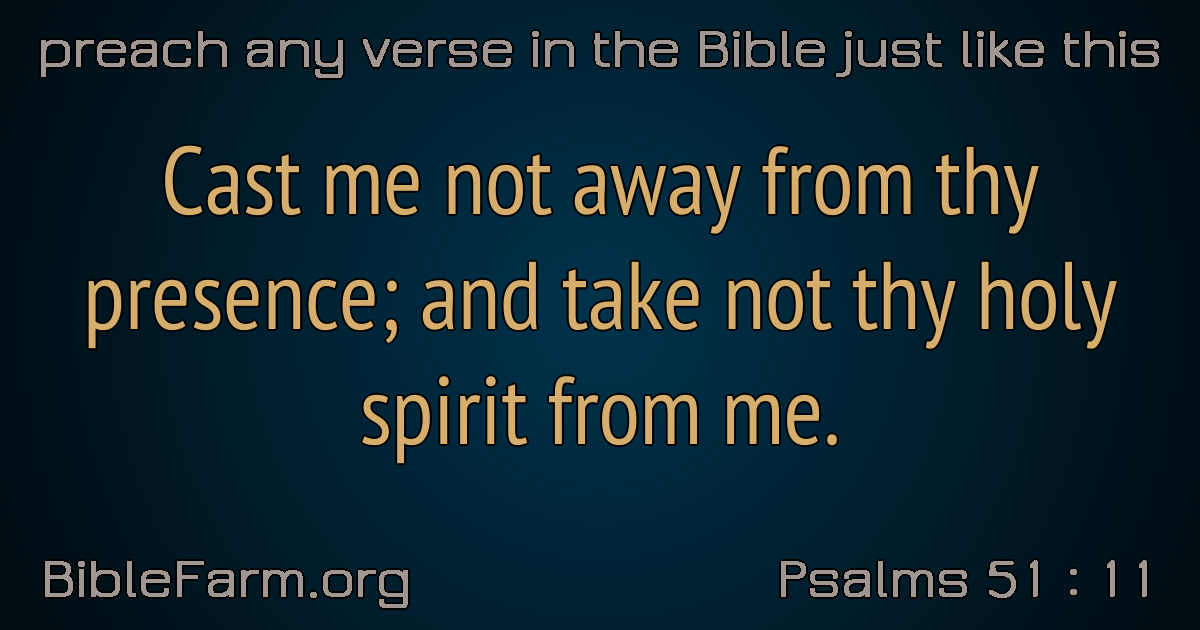 preach any verse in the Bible just like this
Cast me not away from thy
presence; and take not thy holy
spirit from me.
BibleFarm.org
Psalms 51 : 11